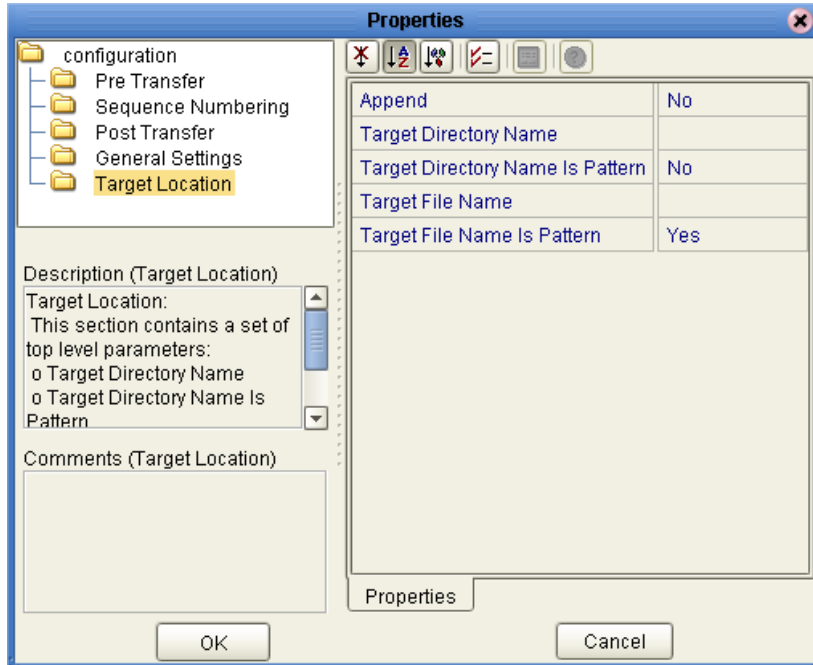 Properties
configuration
Pre Transfer
Sequence Numbering
Post Transfer
General Settings
Target Location
Description (Target Location)
Target Location:
This section contains a set of
top level parameters:
o Target Directory Name
o Target Directory Name Is
Pattern
Comments (Target Location)
Append No
Target Directory Name
Target Directory Name Is Pattern No
Target File Name
Target File Name Is Pattern Yes
Properties
OK
Cancel